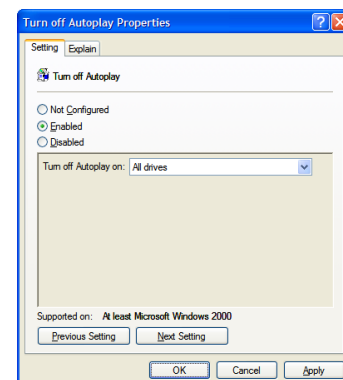 Turn off Autoplay Properties
Setting Explain
Turn off Autoplay
Not Configured
Enabled
Disabled
Turn off Autoplay on: All drives
Supported on: At least Microsoft Windows 2000
Previous Setting Next Setting
OK Cancel Apply